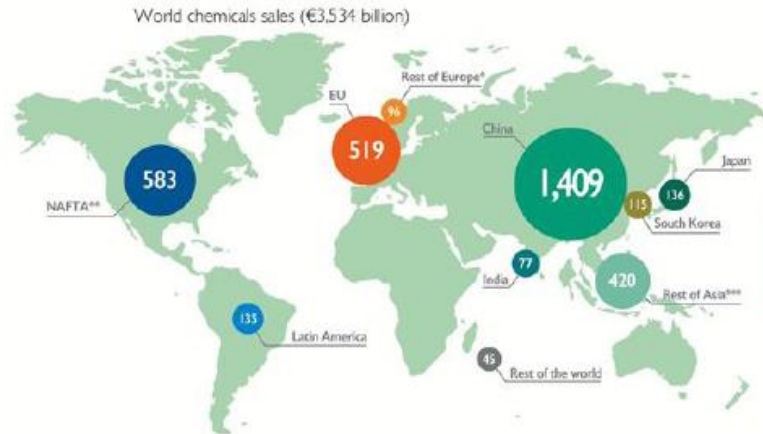 World chemicals sales (€3,534 billion)
Rest of Europe*
EU
96
China
519
583
1,409
Japan
136
NAFTA**
115
South Korea
77
420
India
Rest of Asia***
135
Latin America
45
Rest of the world